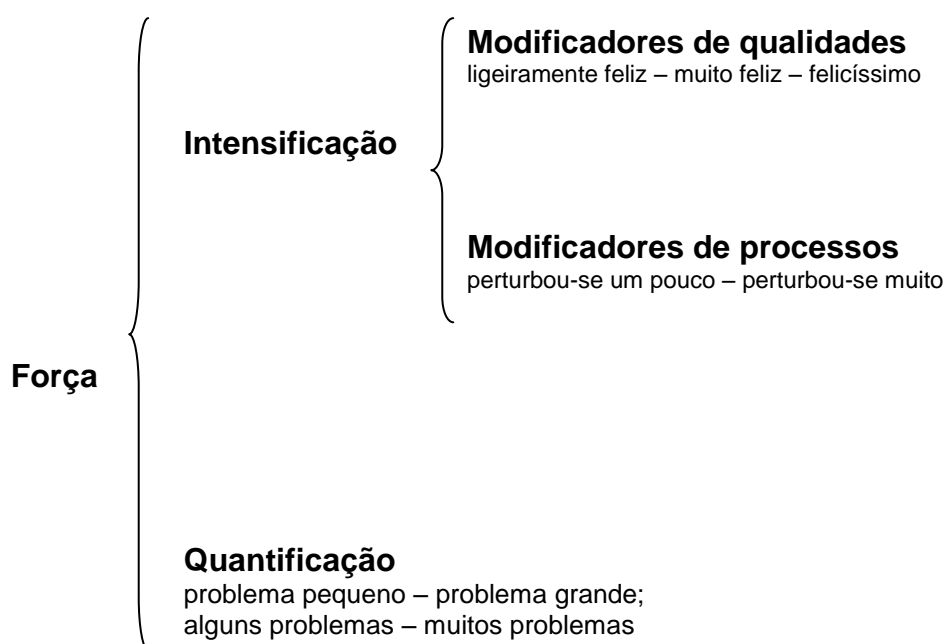 Modificadores de qualidades
ligeiramente feliz – muito feliz – felicíssimo
Intensificação
Modificadores de processos
perturbou-se um pouco – perturbou-se muito
Força
Quantificação
problema pequeno – problema grande;
alguns problemas – muitos problemas